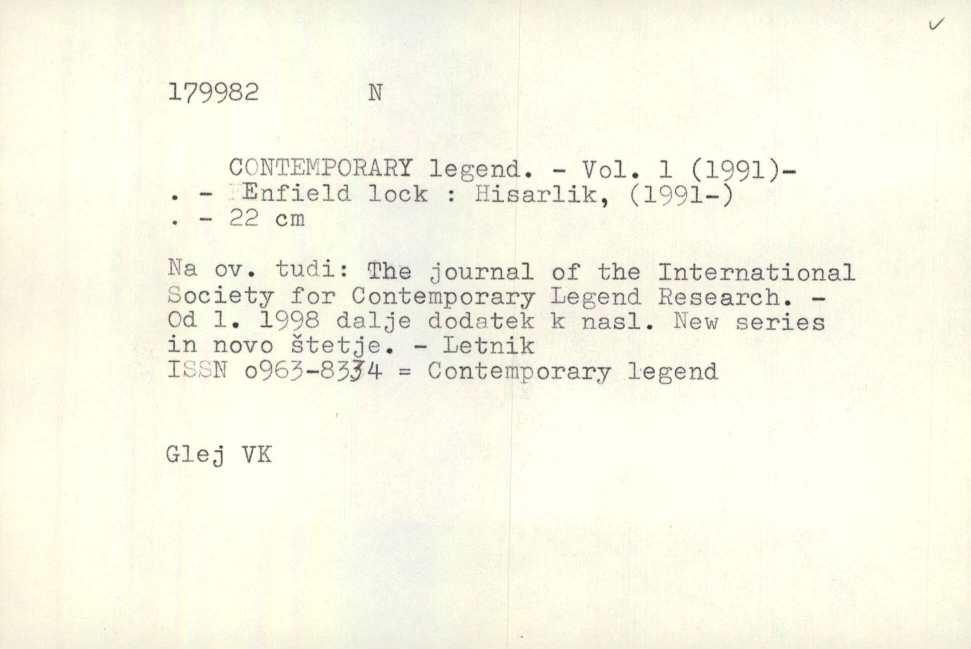 179982 N
CONTEMPORARY legend. - Vol. 1 (1991)-
. - Enfield lock : Hisarlik, (1991-)
. - 22 cm
Na ov. tudi: The journal of the International
Society for Contemporary Legend Research. -
Od l. 1998 dalje dodatek k nasl. New series
in novo štetje. - Letnik
ISSN o963-8334 = Contemporary legend
Glej VK